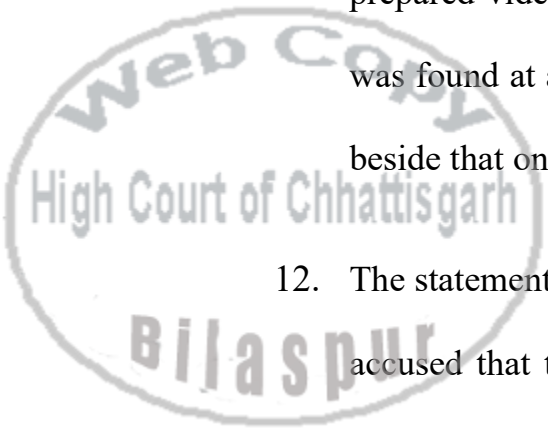 prepared vide
was found at a
beside that on
12. The statement
accused that t
Web Copy
High Court of Chhattisgarh
Bilaspur